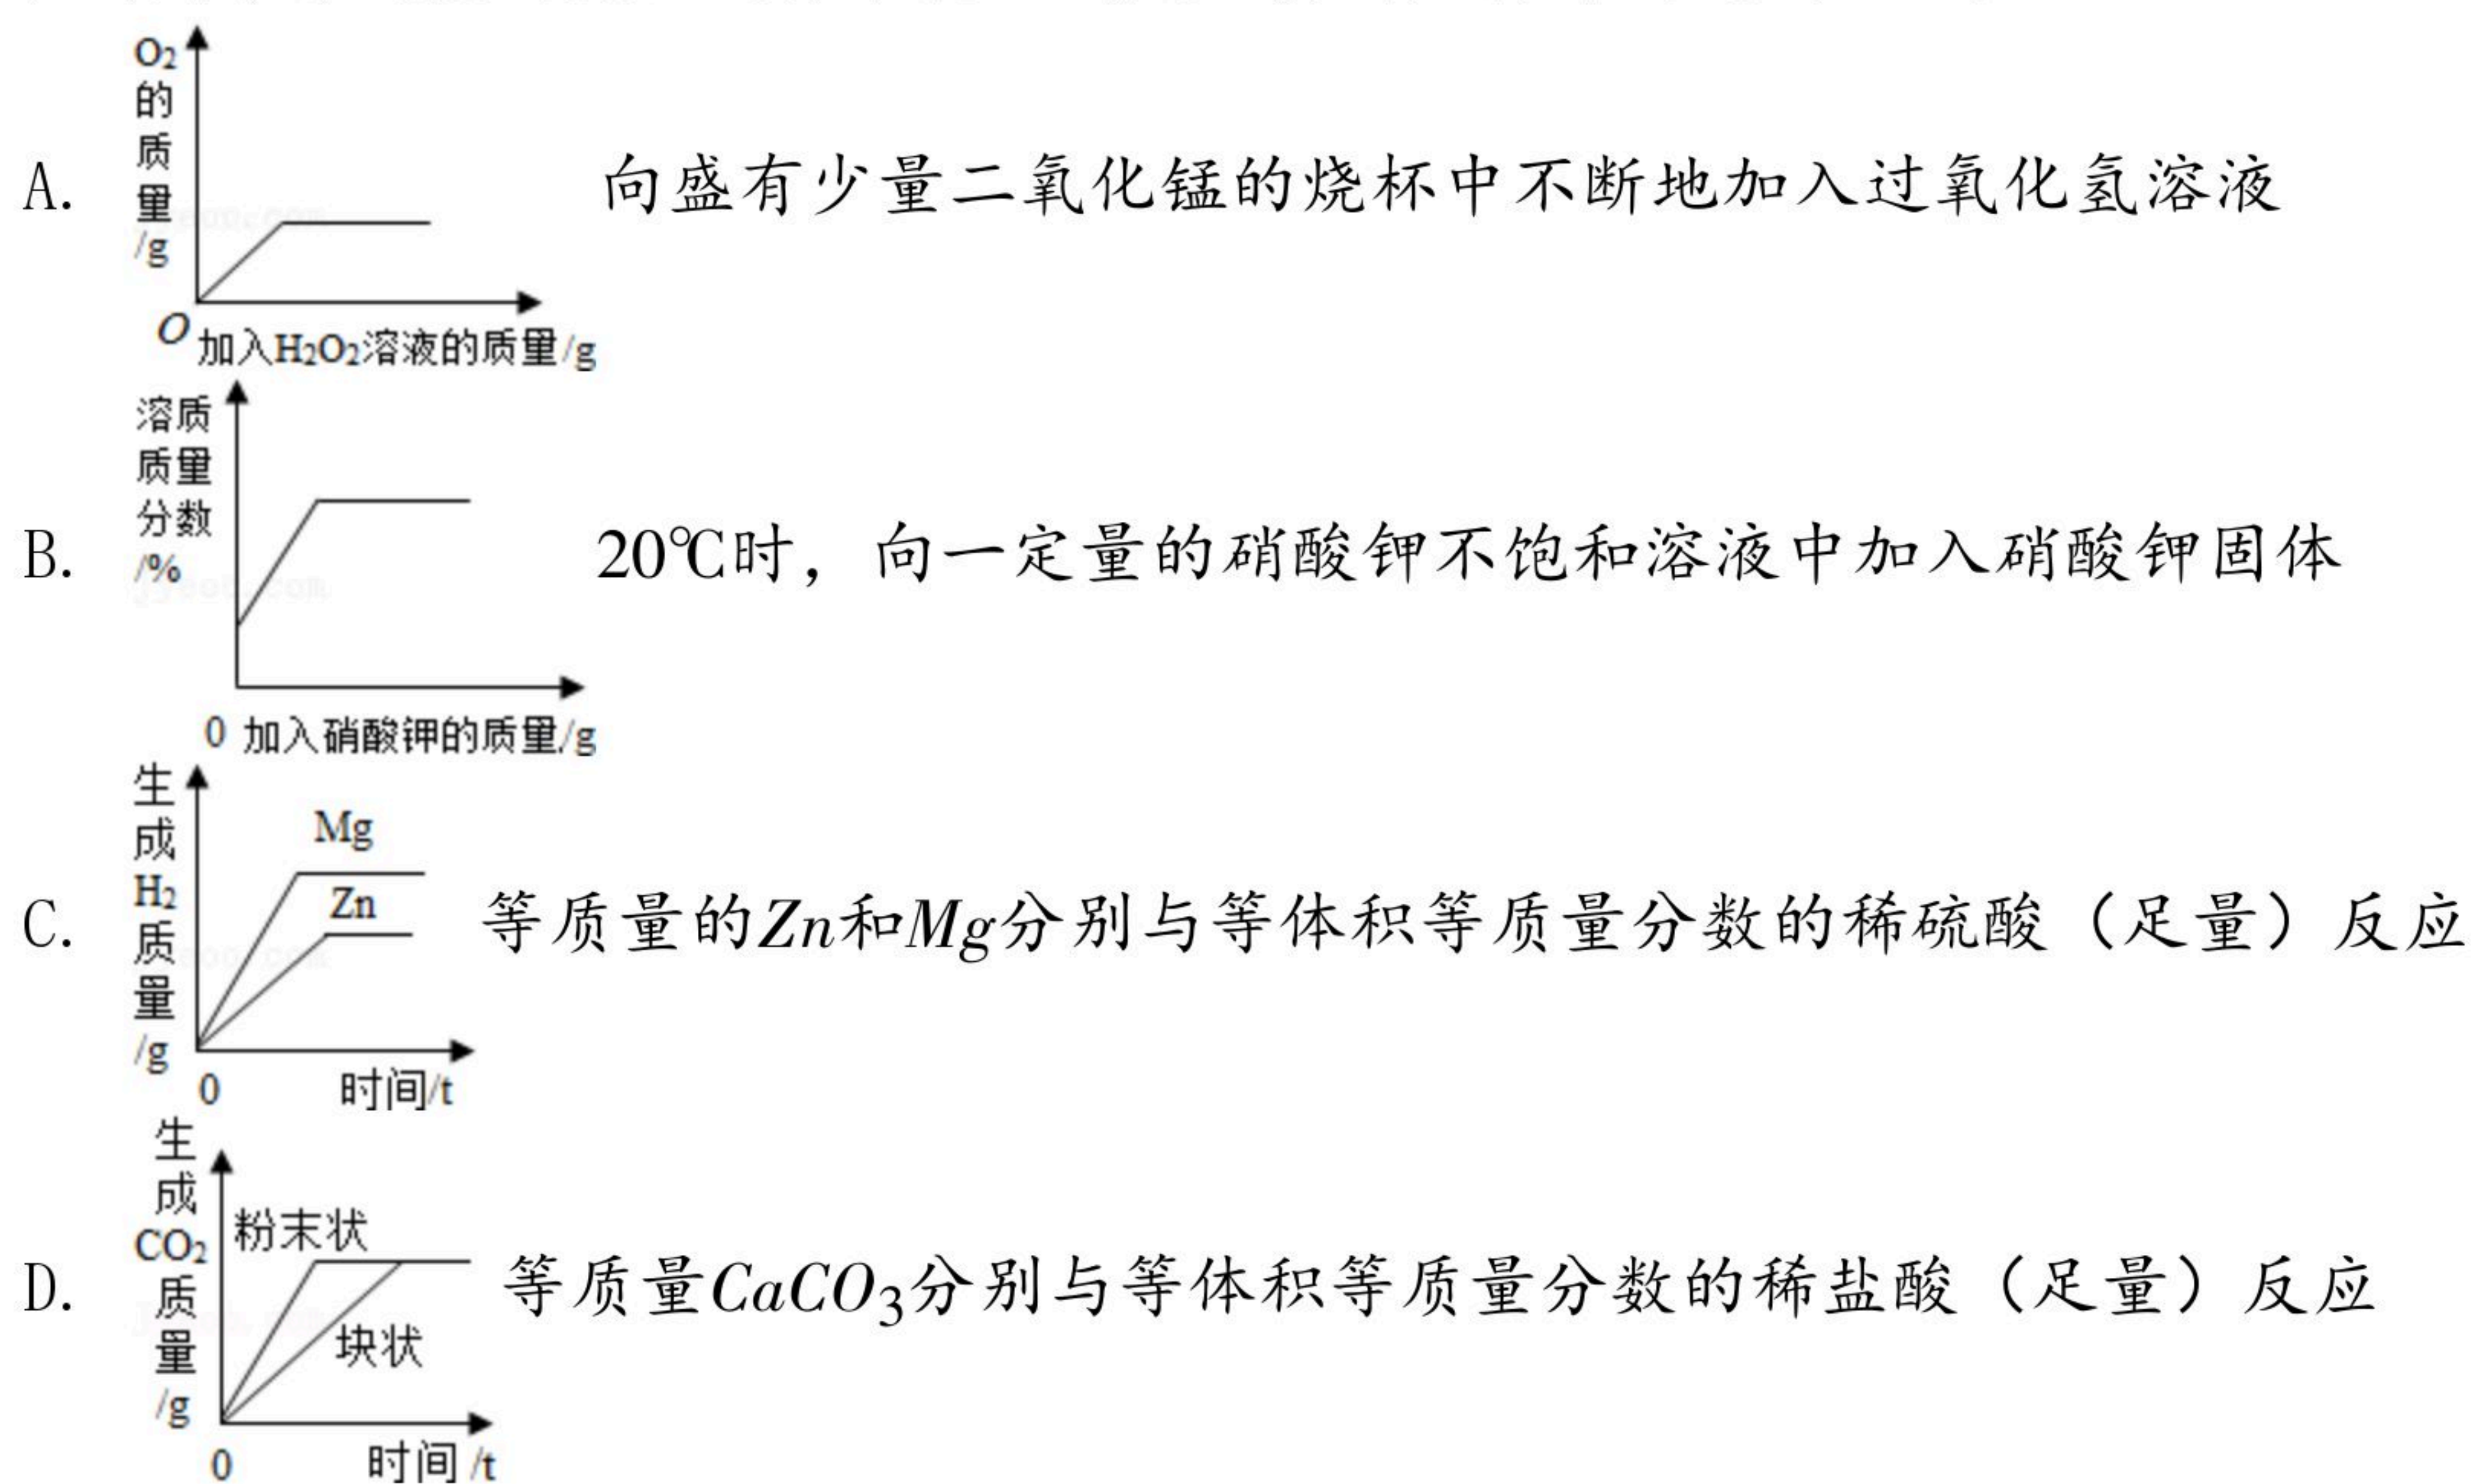 A.
O2
的
质
量
/g
O 加入H2O2溶液的质量/g
向盛有少量二氧化锰的烧杯中不断地加入过氧化氢溶液
B.
溶质
质量
分数
/%
0 加入硝酸钾的质量/g
20℃时，向一定量的硝酸钾不饱和溶液中加入硝酸钾固体
C.
生
成
H2
质
量
/g
Mg
Zn
0 时间/t
等质量的Zn和Mg分别与等体积等质量分数的稀硫酸（足量）反应
D.
生
成
CO2
质
量
/g
粉末状
块状
0 时间/t
等质量CaCO3分别与等体积等质量分数的稀盐酸（足量）反应